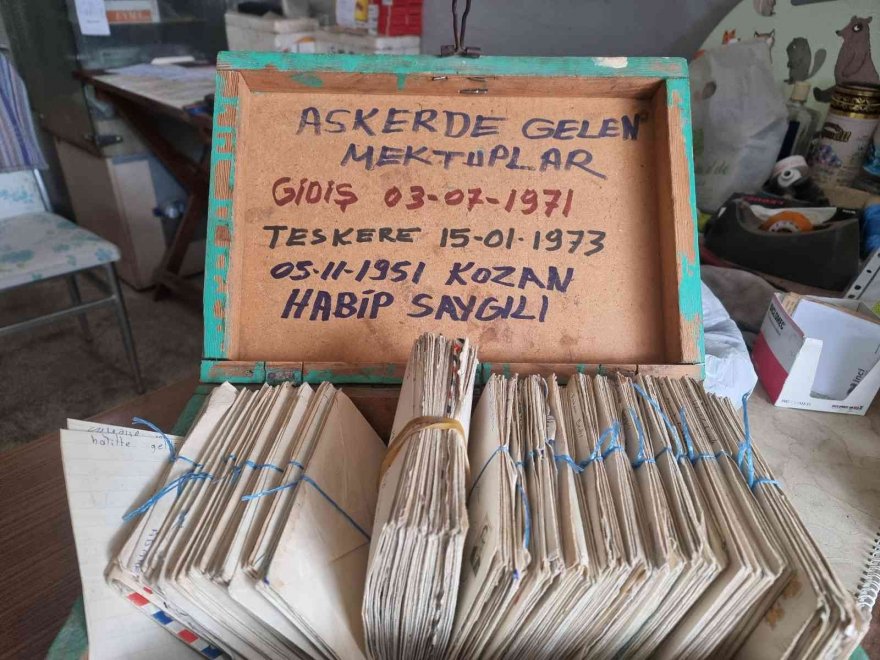 ASKERDE GELEN
MEKTUPLAR
GİDİŞ 03-07-1971
TESKERE 15-01-1973
05-11-1951 KOZAN
HABİP SAYGILI